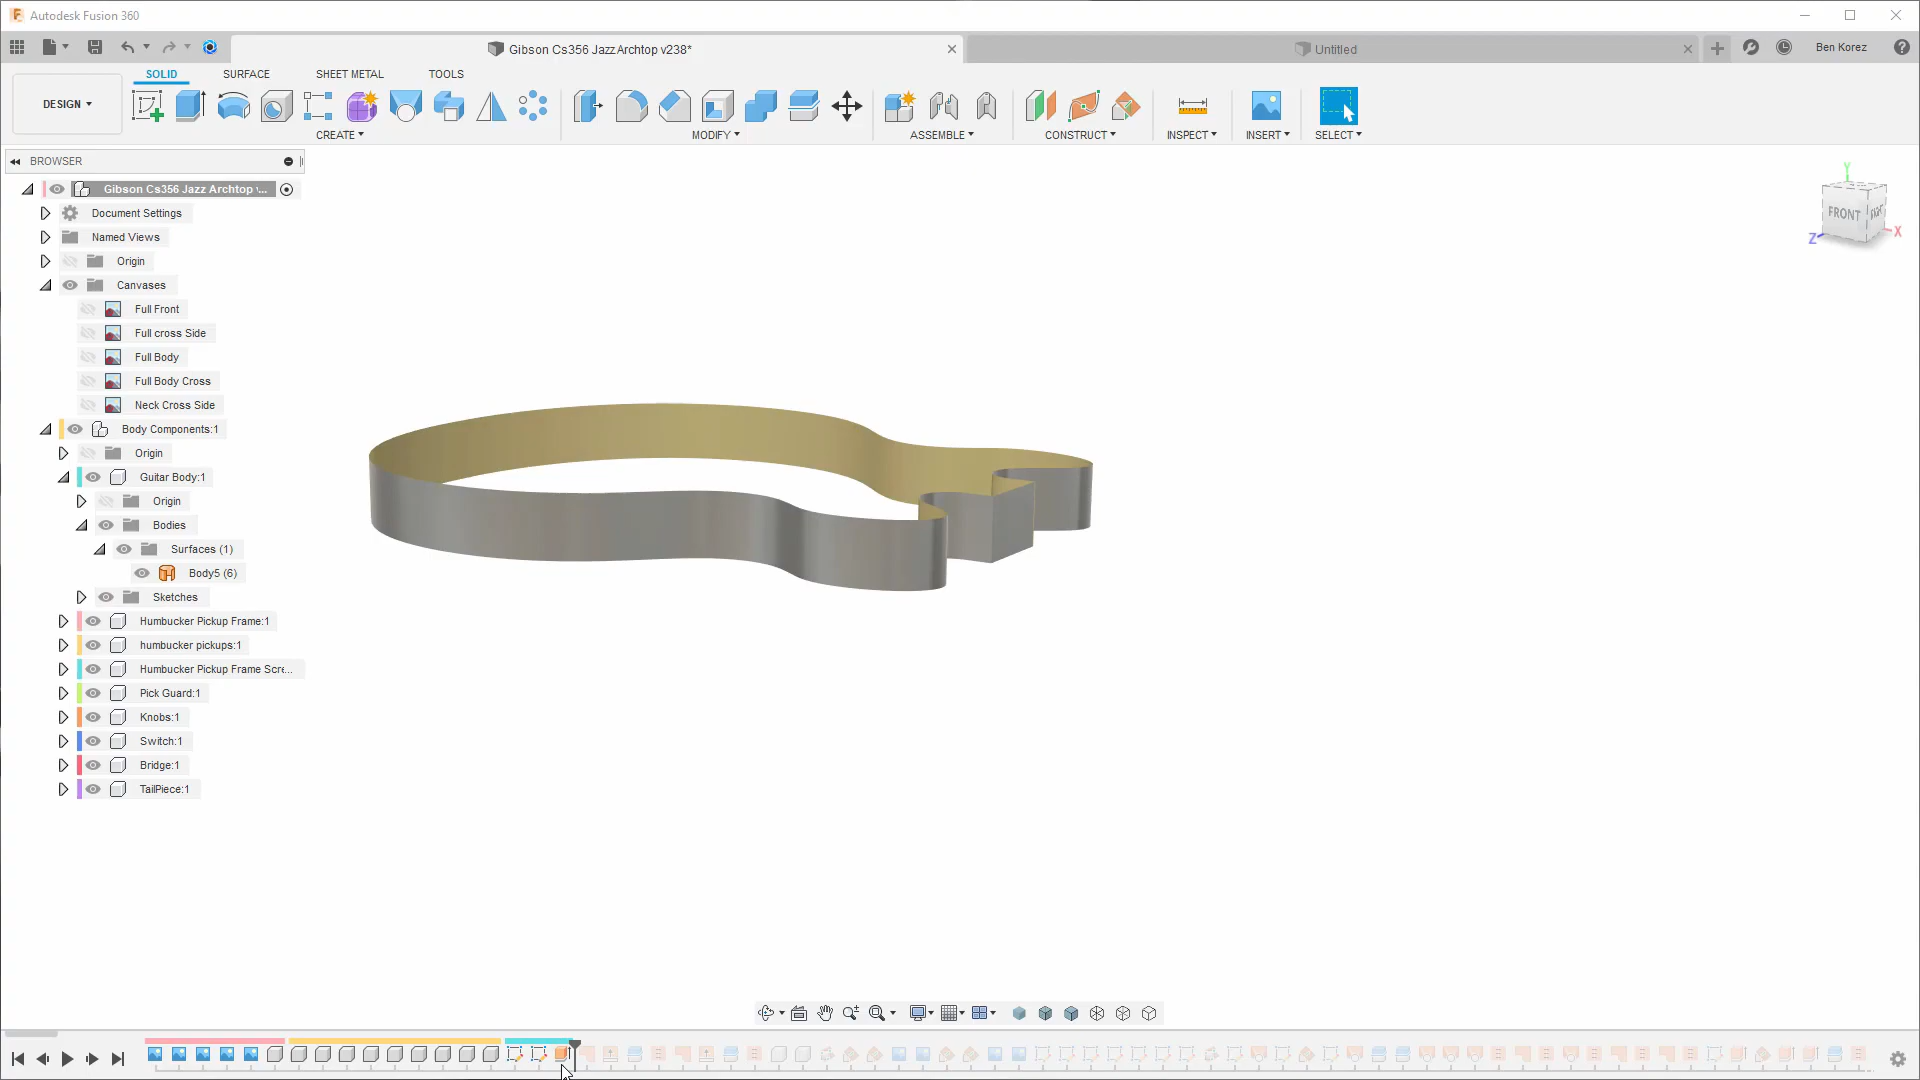 Autodesk Fusion 360
Gibson Cs356 Jazz Archtop v238*
Untitled
Ben Korez
DESIGN
SOLID
SURFACE
SHEET METAL
TOOLS
CREATE
MODIFY
ASSEMBLE
CONSTRUCT
INSPECT
INSERT
SELECT
BROWSER
Gibson Cs356 Jazz Archtop v...
Document Settings
Named Views
Origin
Canvases
Full Front
Full cross Side
Full Body
Full Body Cross
Neck Cross Side
Body Components:1
Origin
Guitar Body:1
Origin
Bodies
Surfaces (1)
Body5 (6)
Sketches
Humbucker Pickup Frame:1
humbucker pickups:1
Humbucker Pickup Frame Scre...
Pick Guard:1
Knobs:1
Switch:1
Bridge:1
TailPiece:1
Y
FRONT
RIGHT
Z
X